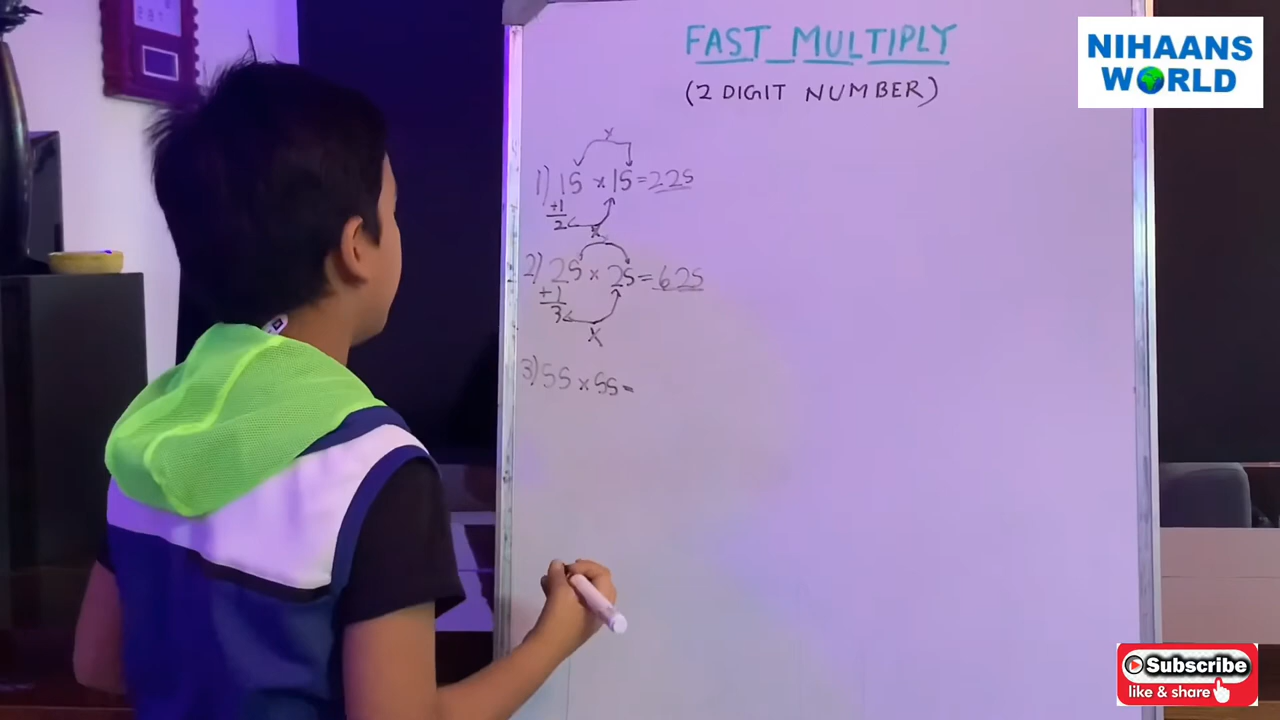 FAST MULTIPLY
(2 DIGIT NUMBER)
NIHAANS
WORLD
x
1) 15 x 15 = 225
+1
2
x
2) 25 x 25 = 625
+1
3
x
3) 55 x 55 =
Subscribe
like & share